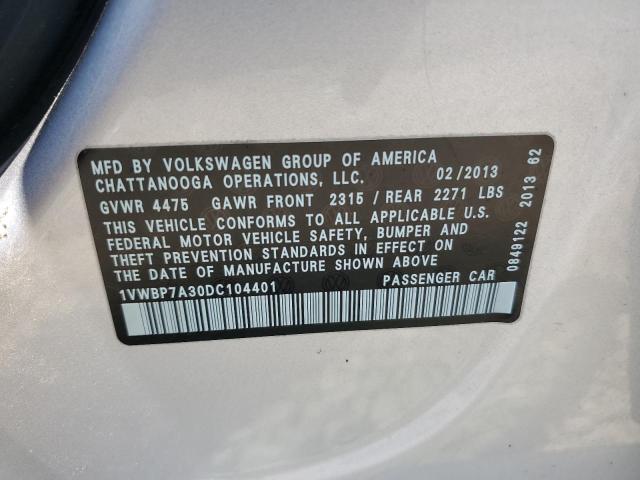 MFD BY VOLKSWAGEN GROUP OF AMERICA
CHATTANOOGA OPERATIONS, LLC. 02/2013
GVWR 4475 GAWR FRONT 2315 / REAR 2271 LBS
THIS VEHICLE CONFORMS TO ALL APPLICABLE U.S.
FEDERAL MOTOR VEHICLE SAFETY, BUMPER AND
THEFT PREVENTION STANDARDS IN EFFECT ON
THE DATE OF MANUFACTURE SHOWN ABOVE
1VWBP7A30DC104401 PASSENGER CAR
0849122 2013 62